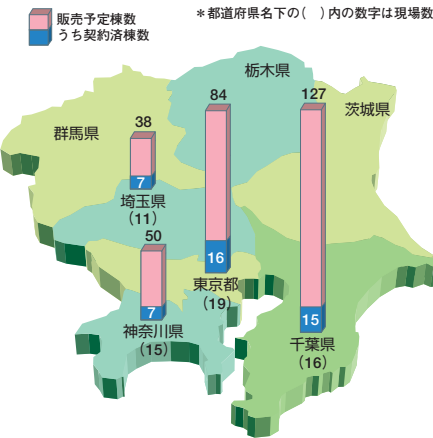 販売予定棟数
うち契約済棟数
＊都道府県名下の(　)内の数字は現場数
栃木県
群馬県
茨城県
38
7
埼玉県
(11)
84
16
東京都
(19)
127
15
千葉県
(16)
50
7
神奈川県
(15)